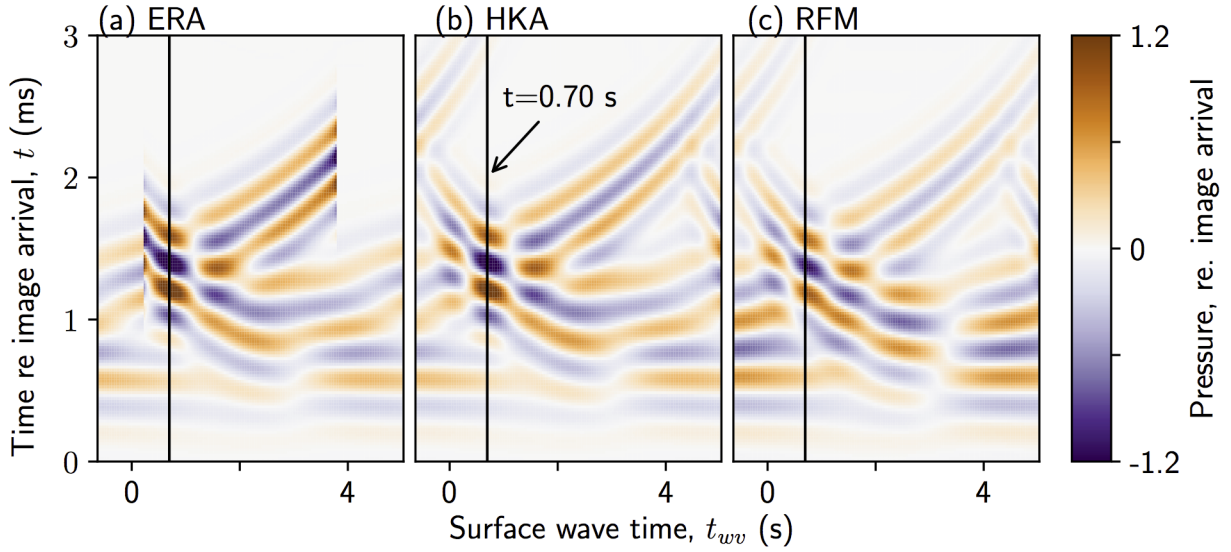 (a) ERA
(b) HKA
(c) RFM
t=0.70 s
Time re image arrival, t (ms)
3
2
1
0
0 4
0 4
0 4
Surface wave time, t_wv (s)
1.2
0
-1.2
Pressure, re. image arrival